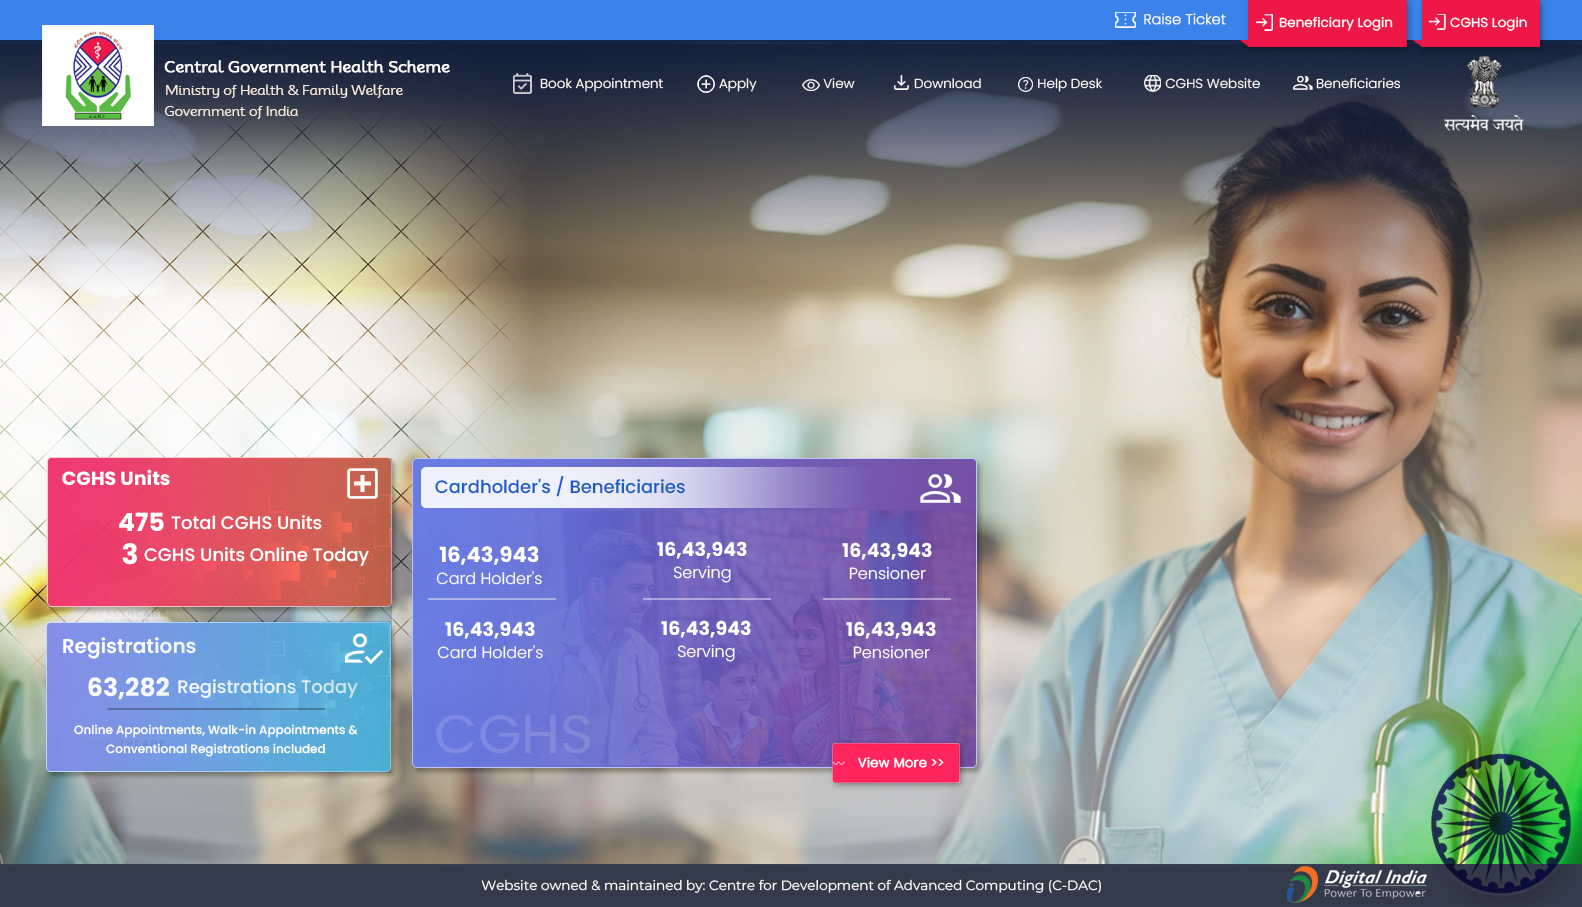 Raise Ticket
Beneficiary Login
CGHS Login
Central Government Health Scheme
Ministry of Health & Family Welfare
Government of India
Book Appointment
Apply
View
Download
Help Desk
CGHS Website
Beneficiaries
सत्यमेव जयते
CGHS Units
475 Total CGHS Units
3 CGHS Units Online Today
Registrations
63,282 Registrations Today
Online Appointments, Walk-in Appointments &
Conventional Registrations included
Cardholder's / Beneficiaries
16,43,943
Card Holder's
16,43,943
Serving
16,43,943
Pensioner
16,43,943
Card Holder's
16,43,943
Serving
16,43,943
Pensioner
CGHS
View More >>
Website owned & maintained by: Centre for Development of Advanced Computing (C-DAC)
Digital India
Power To Empower